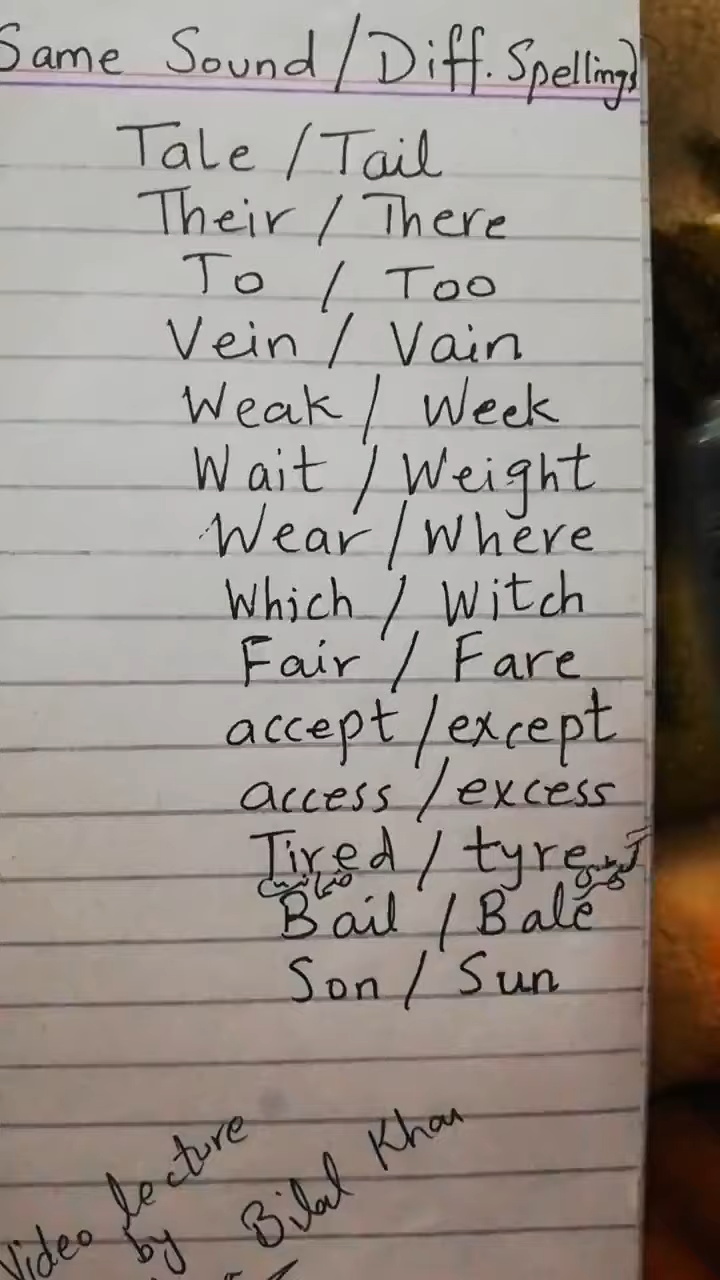 Same Sound / Diff. Spellings
Tale / Tail
Their / There
To / Too
Vein / Vain
Weak / Week
Wait / Weight
Wear / Where
Which / Witch
Fair / Fare
accept / except
access / excess
Tired / tyre
Bail / Bale
Son / Sun
Video lecture
by Bilal Khan